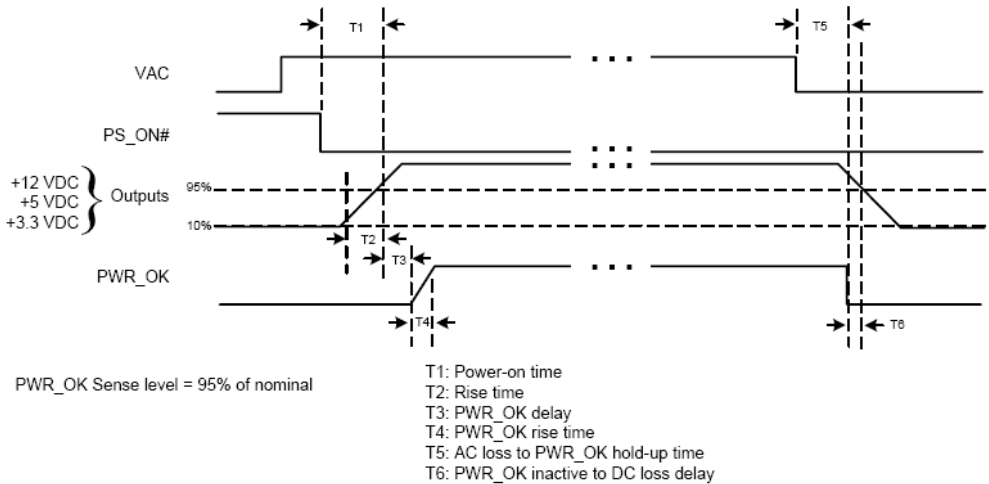 T1
T5
VAC
. . .
PS_ON#
. . .
. . .
+12 VDC
+5 VDC
+3.3 VDC
Outputs
95%
10%
T2
T3
PWR_OK
. . .
T4
T6
PWR_OK Sense level = 95% of nominal
T1: Power-on time
T2: Rise time
T3: PWR_OK delay
T4: PWR_OK rise time
T5: AC loss to PWR_OK hold-up time
T6: PWR_OK inactive to DC loss delay